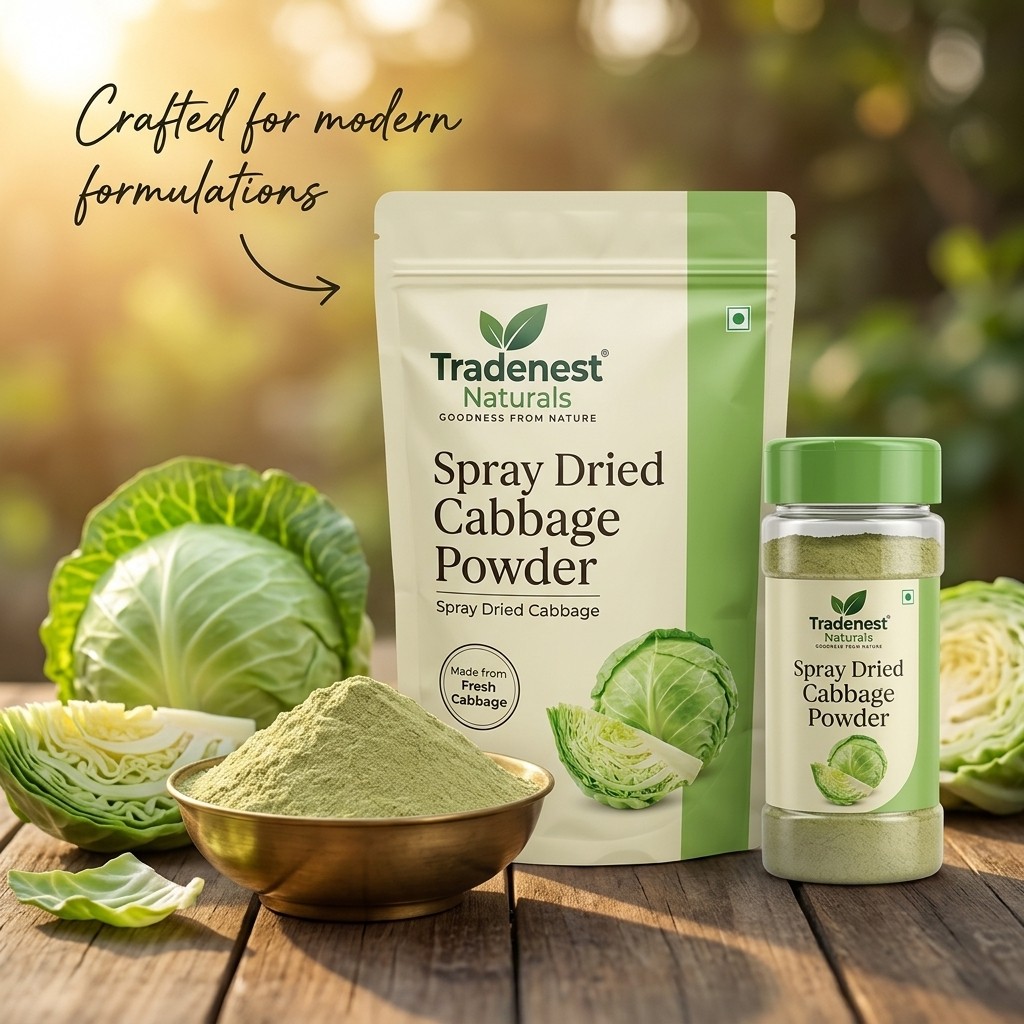 Crafted for modern
formulations
Tradenest®
Naturals
GOODNESS FROM NATURE
Spray Dried
Cabbage
Powder
Spray Dried Cabbage
Made from
Fresh
Cabbage
Tradenest®
Naturals
GOODNESS FROM NATURE
Spray Dried
Cabbage
Powder